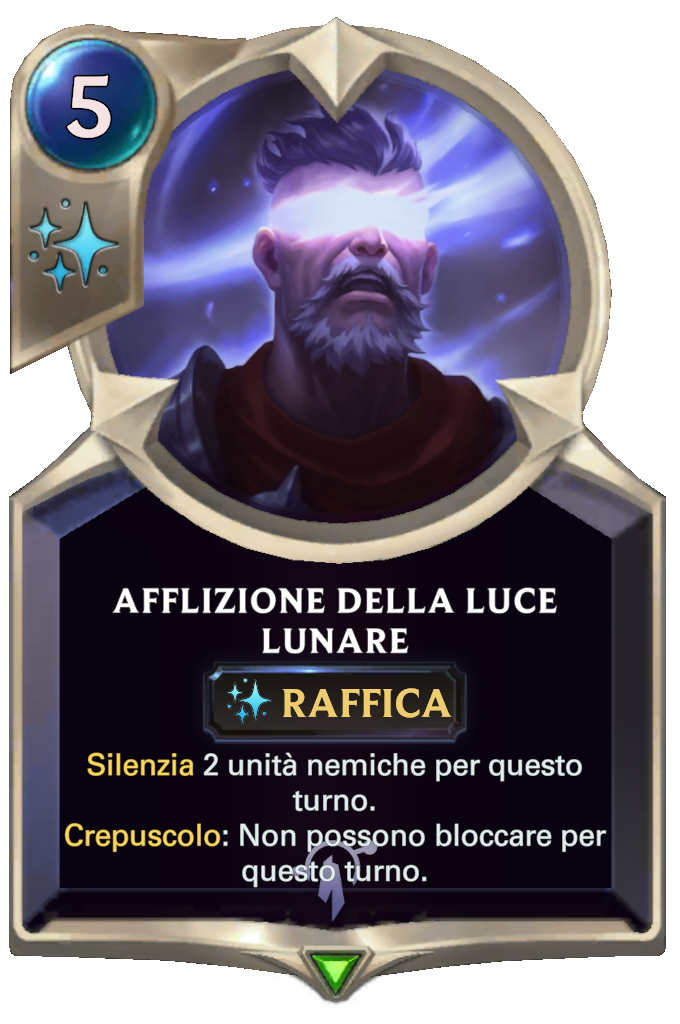 5
AFFLIZIONE DELLA LUCE
LUNARE
RAFFICA
Silenzia 2 unità nemiche per questo
turno.
Crepuscolo: Non possono bloccare per
questo turno.